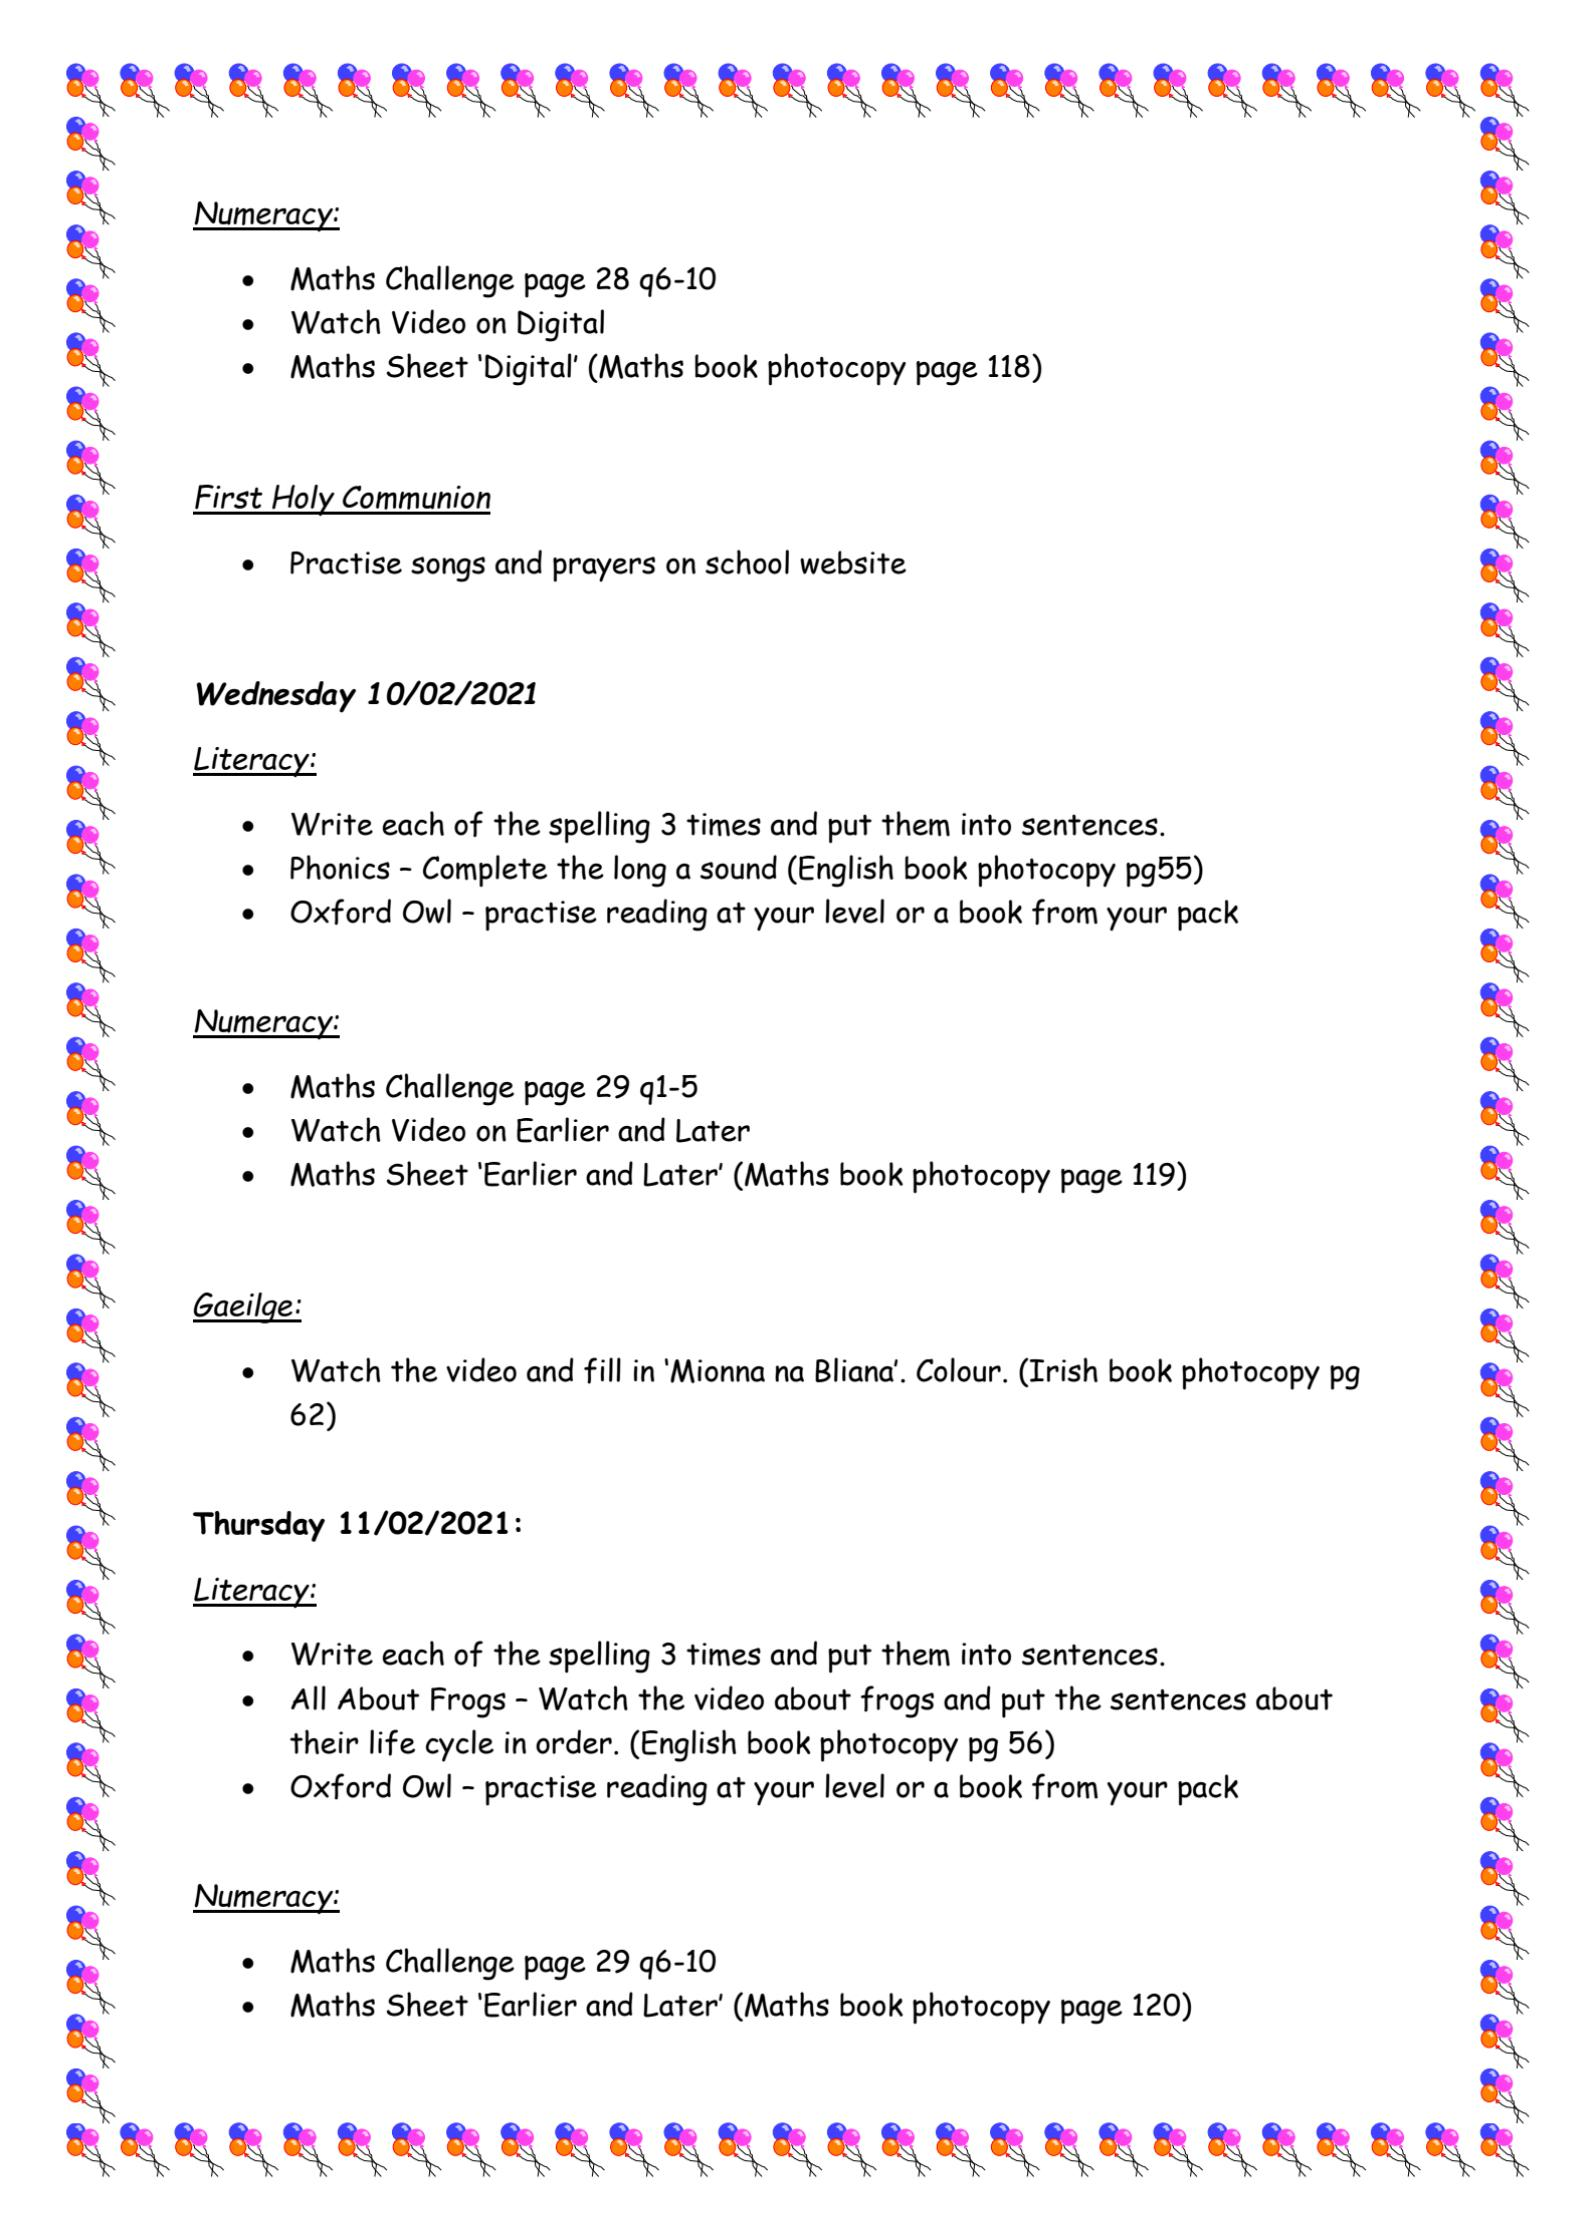 Numeracy:
• Maths Challenge page 28 q6-10
• Watch Video on Digital
• Maths Sheet ‘Digital’ (Maths book photocopy page 118)
First Holy Communion
• Practise songs and prayers on school website
Wednesday 10/02/2021
Literacy:
• Write each of the spelling 3 times and put them into sentences.
• Phonics – Complete the long a sound (English book photocopy pg55)
• Oxford Owl – practise reading at your level or a book from your pack
Numeracy:
• Maths Challenge page 29 q1-5
• Watch Video on Earlier and Later
• Maths Sheet ‘Earlier and Later’ (Maths book photocopy page 119)
Gaeilge:
• Watch the video and fill in ‘Mionna na Bliana’. Colour. (Irish book photocopy pg
62)
Thursday 11/02/2021:
Literacy:
• Write each of the spelling 3 times and put them into sentences.
• All About Frogs – Watch the video about frogs and put the sentences about
their life cycle in order. (English book photocopy pg 56)
• Oxford Owl – practise reading at your level or a book from your pack
Numeracy:
• Maths Challenge page 29 q6-10
• Maths Sheet ‘Earlier and Later’ (Maths book photocopy page 120)